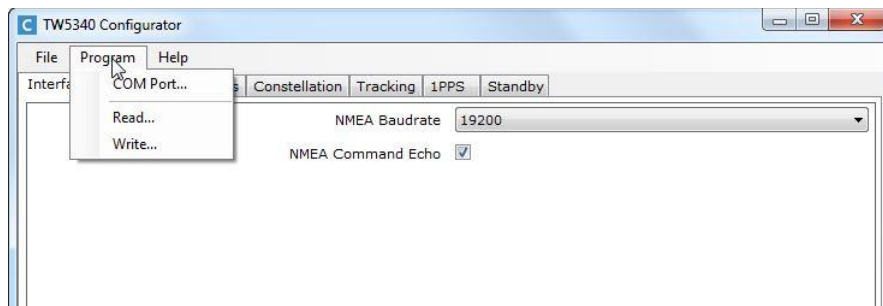 C TW5340 Configurator
File Program Help
COM Port...
Constellation Tracking 1PPS Standby
Read...
Write...
NMEA Baudrate 19200
NMEA Command Echo